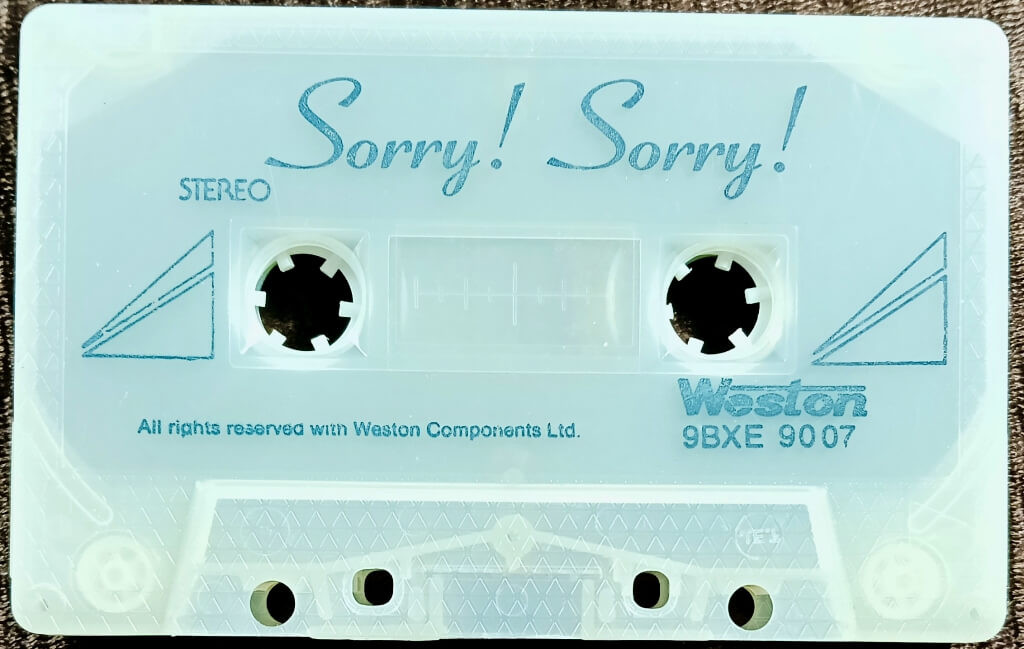 Sorry! Sorry!
STEREO
Weston
All rights reserved with Weston Components Ltd.
9BXE 9007